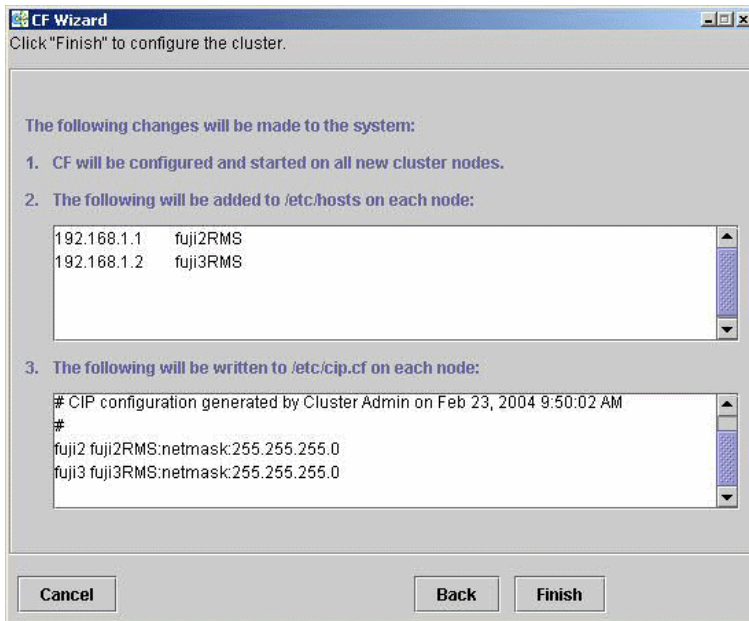 CF Wizard
Click "Finish" to configure the cluster.
The following changes will be made to the system:
1. CF will be configured and started on all new cluster nodes.
2. The following will be added to /etc/hosts on each node:
192.168.1.1 fuji2RMS
192.168.1.2 fuji3RMS
3. The following will be written to /etc/cip.cf on each node:
# CIP configuration generated by Cluster Admin on Feb 23, 2004 9:50:02 AM
#
fuji2 fuji2RMS:netmask:255.255.255.0
fuji3 fuji3RMS:netmask:255.255.255.0
Cancel Back Finish